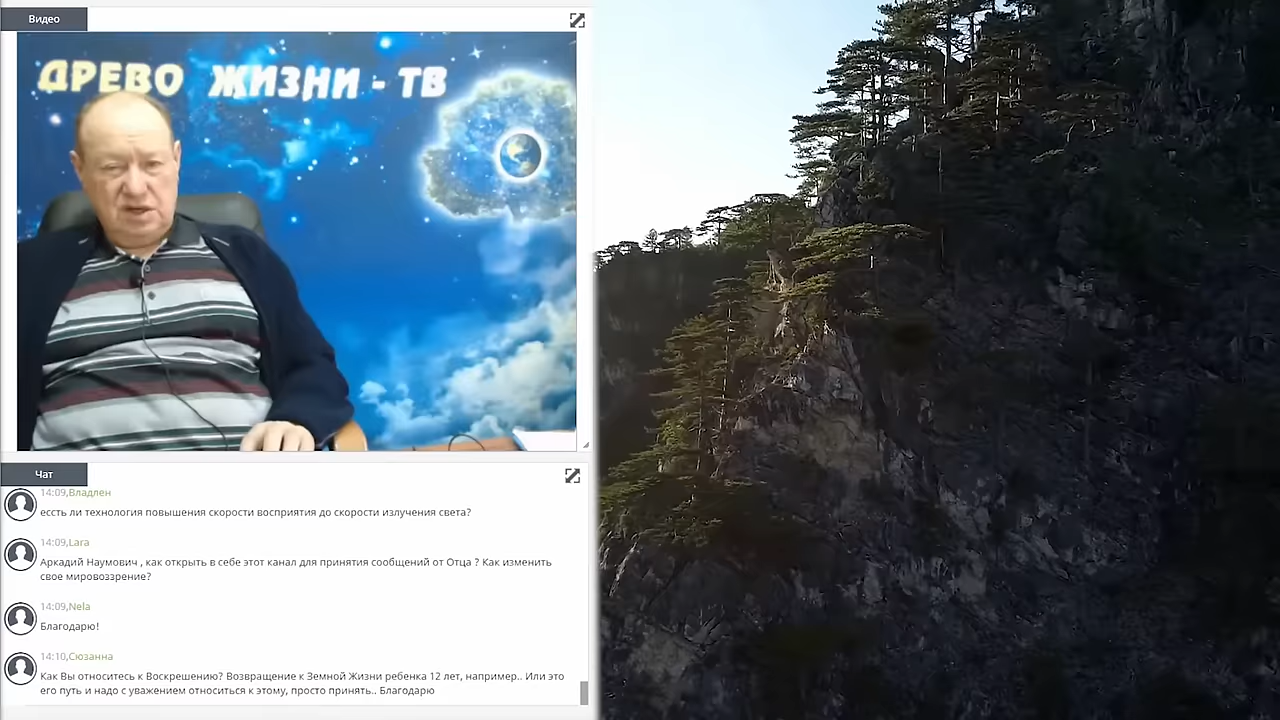 Видео
ДРЕВО ЖИЗНИ - ТВ
Чат
14:09,Владлен
ессть ли технология повышения скорости восприятия до скорости излучения света?
14:09,Lara
Аркадий Наумович , как открыть в себе этот канал для принятия сообщений от Отца ? Как изменить
свое мировоззрение?
14:09,Nela
Благодарю!
14:10,Сюзанна
Как Вы относитесь к Воскрешению? Возвращение к Земной Жизни ребенка 12 лет, например.. Или это
его путь и надо с уважением относиться к этому, просто принять.. Благодарю